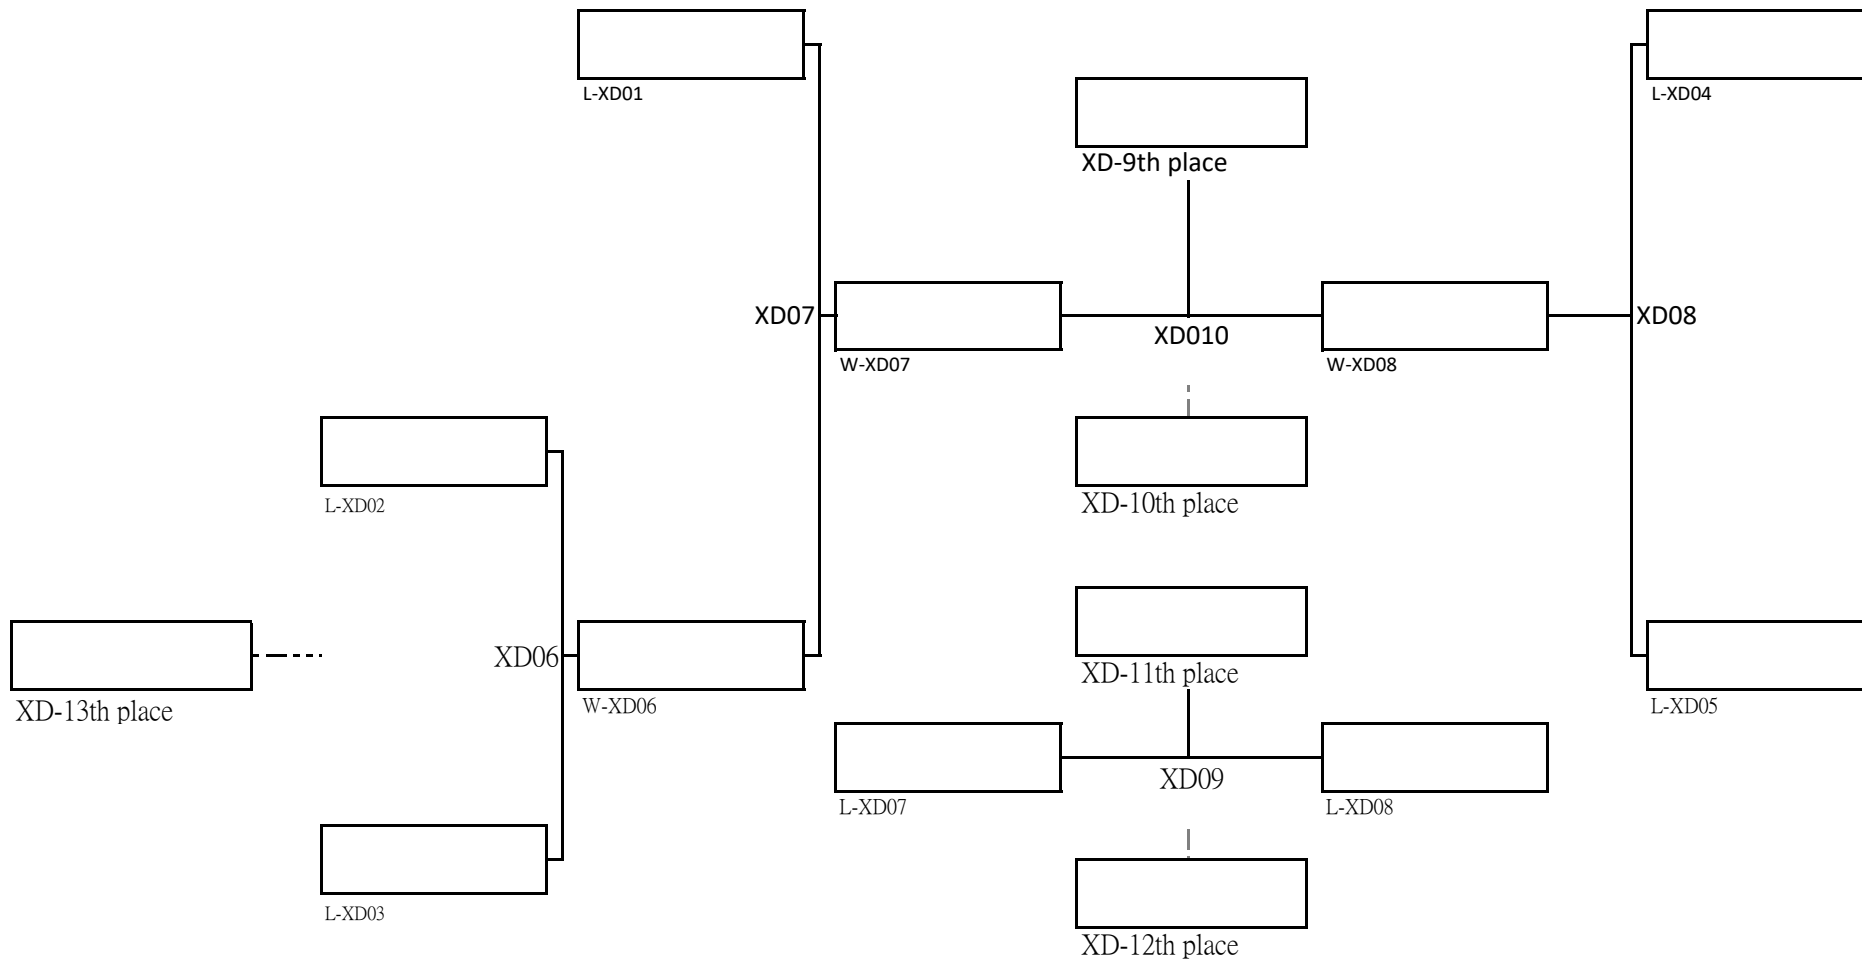 L-XD01
L-XD04
XD-9th place
XD07
XD010
XD08
W-XD07
W-XD08
L-XD02
XD-10th place
XD06
XD-11th place
XD-13th place
W-XD06
L-XD05
XD09
L-XD07
L-XD08
L-XD03
XD-12th place